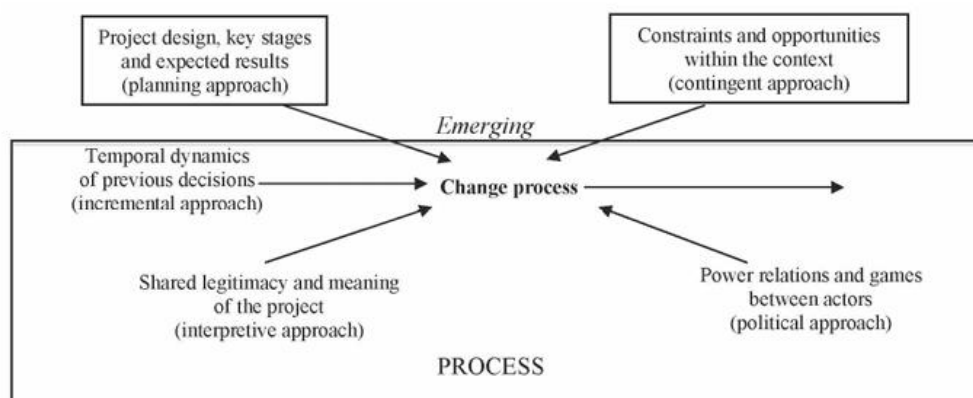 Project design, key stages
and expected results
(planning approach)
Constraints and opportunities
within the context
(contingent approach)
Emerging
Temporal dynamics
of previous decisions
(incremental approach)
Change process
Shared legitimacy and meaning
of the project
(interpretive approach)
Power relations and games
between actors
(political approach)
PROCESS